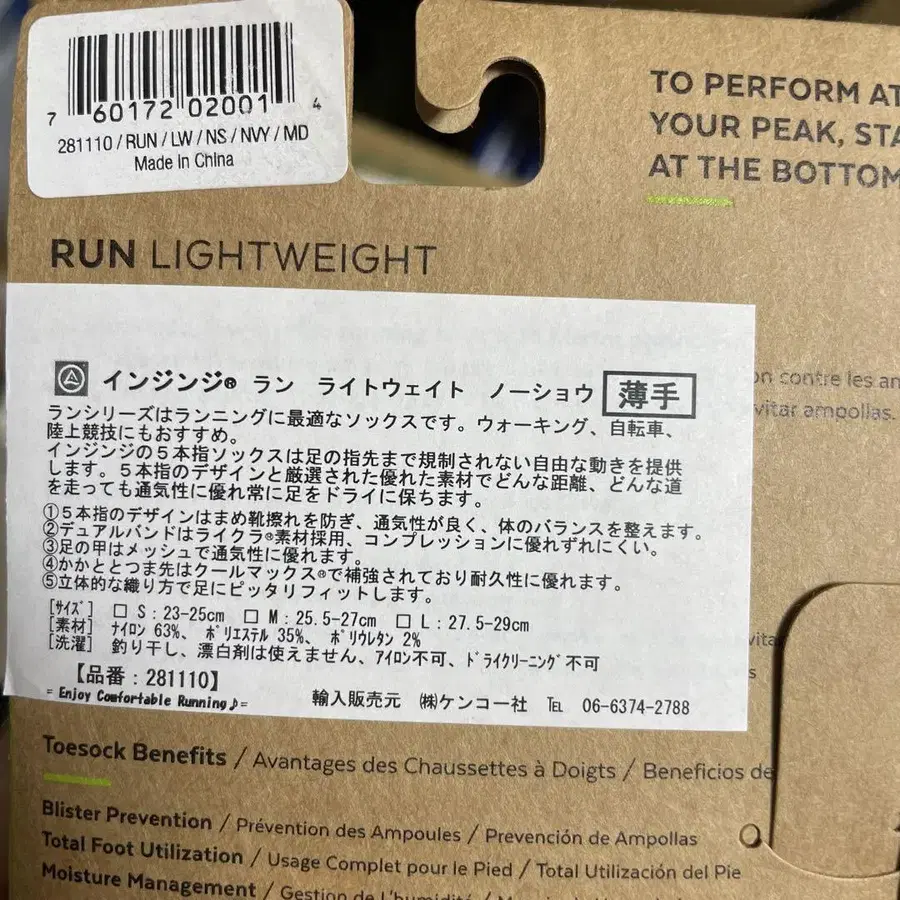 7 60172 02001 4
281110/RUN/LW/NS/NVY/MD
Made in China
TO PERFORM AT
YOUR PEAK, STA
AT THE BOTTOM
RUN LIGHTWEIGHT
インジンジ® ラン ライトウェイト ノーショウ 薄手
ランシリーズはランニングに最適なソックスです。ウォーキング、自転車、
陸上競技にもおすすめ。
インジンジの5本指ソックスは足の指先まで規制されない自由な動きを提供
します。5本指のデザインと厳選された優れた素材でどんな距離、どんな道
を走っても通気性に優れ常に足をドライに保ちます。
①5本指のデザインはまめ靴擦れを防ぎ、通気性が良く、体のバランスを整えます。
②デュアルバンドはライクラ®素材採用、コンプレッションに優れずれにくい。
③足の甲はメッシュで通気性に優れます。
④かかととつま先はクールマックス®で補強されており耐久性に優れます。
⑤立体的な織り方で足にピッタリフィットします。
[サイズ] □ S:23-25cm □ M:25.5-27cm □ L:27.5-29cm
[素材] ナイロン 63%、ポリエステル 35%、ポリウレタン 2%
[洗濯] 釣り干し、漂白剤は使えません、アイロン不可、ドライクリーニング不可
【品番:281110】
= Enjoy Comfortable Running♪=
輸入販売元 ㈱ケンコー社 ℡ 06-6374-2788
on contre les am
vitar ampollas.
vita
s
Toesock Benefits / Avantages des Chaussettes à Doigts / Beneficios de
Blister Prevention / Prévention des Ampoules / Prevención de Ampollas
Total Foot Utilization / Usage Complet pour le Pied / Total Utilización del Pie
Moisture Management / Gestion de l'humidité /